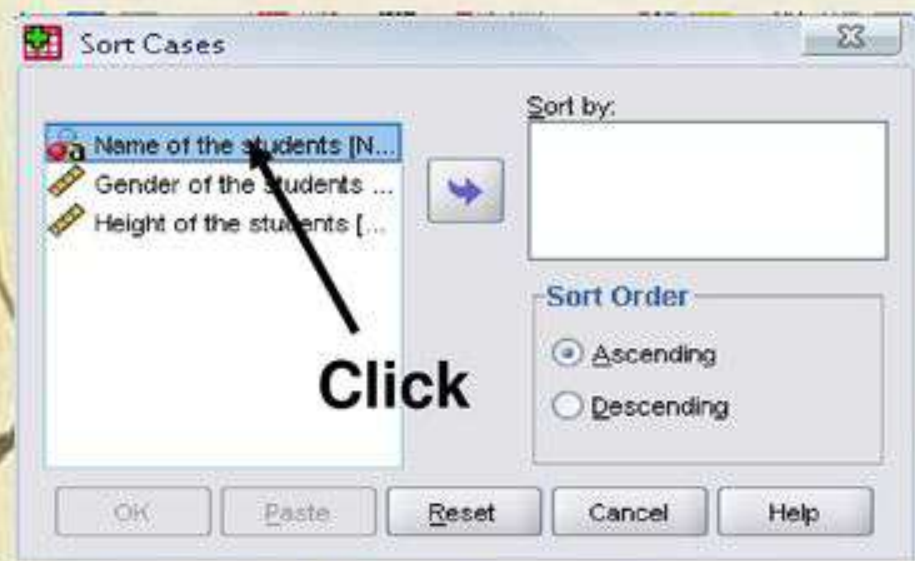 Sort Cases
Sort by:
Name of the students [N...
Gender of the students ...
Height of the students [...
Sort Order
Ascending
Descending
Click
OK
Paste
Reset
Cancel
Help